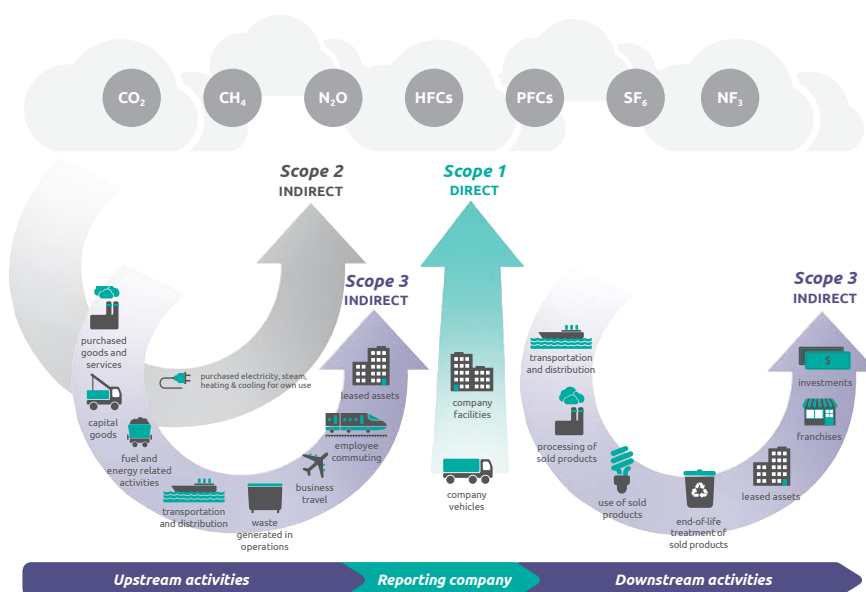 CO₂
CH₄
N₂O
HFCs
PFCs
SF₆
NF₃
Scope 2
INDIRECT
Scope 1
DIRECT
Scope 3
INDIRECT
Scope 3
INDIRECT
purchased
goods and
services
capital
goods
fuel and
energy related
activities
transportation
and distribution
waste
generated in
operations
business
travel
employee
commuting
leased assets
purchased electricity, steam,
heating & cooling for own use
company
facilities
company
vehicles
transportation
and distribution
processing of
sold products
use of sold
products
end-of-life
treatment of
sold products
leased assets
franchises
$
investments
Upstream activities
Reporting company
Downstream activities